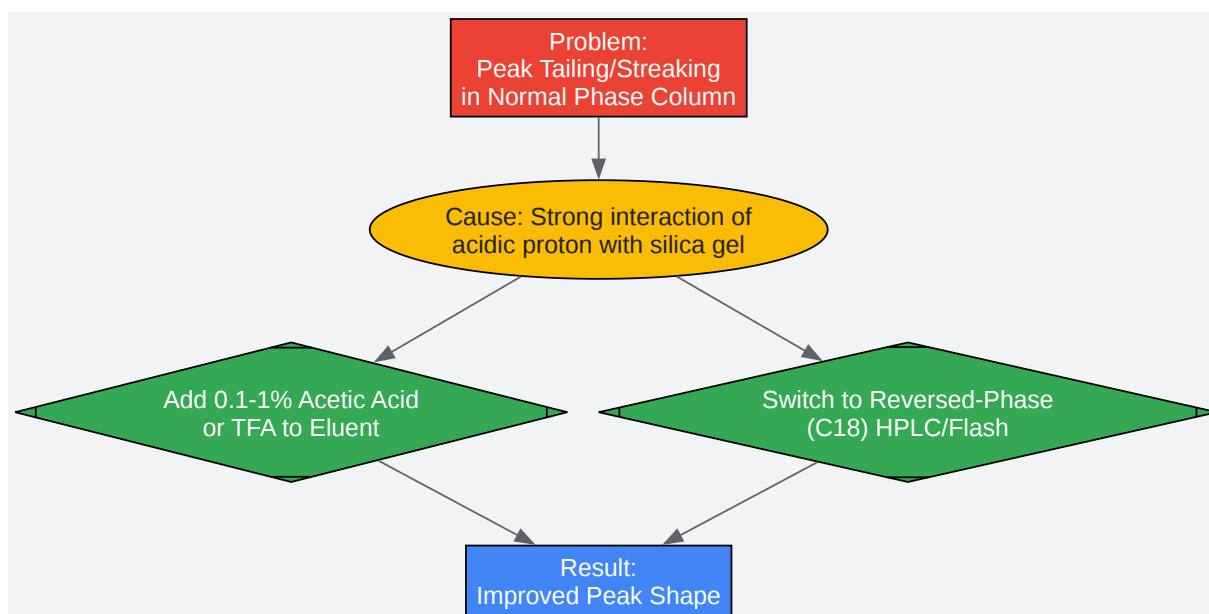 Problem:
Peak Tailing/Streaking
in Normal Phase Column
Cause: Strong interaction of
acidic proton with silica gel
Add 0.1-1% Acetic Acid
or TFA to Eluent
Switch to Reversed-Phase
(C18) HPLC/Flash
Result:
Improved Peak Shape